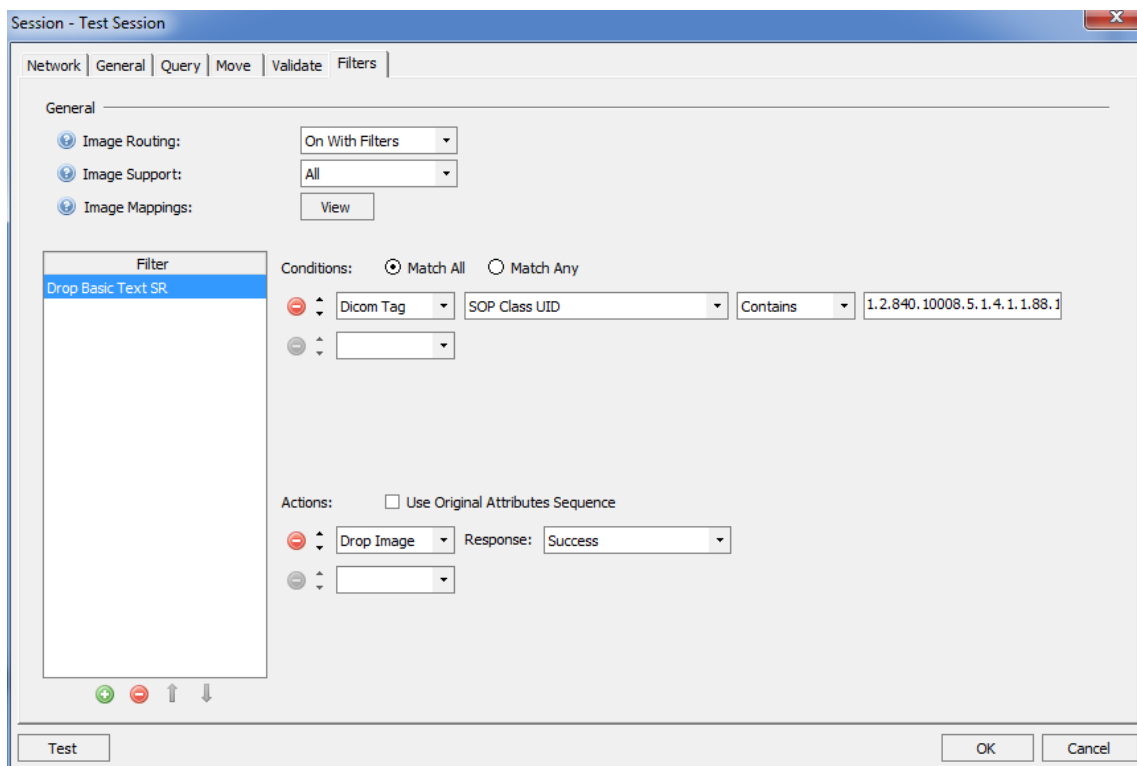 Session - Test Session
Network General Query Move Validate Filters
General
Image Routing: On With Filters
Image Support: All
Image Mappings: View
Filter
Drop Basic Text SR
Conditions: Match All Match Any
Dicom Tag SOP Class UID Contains 1.2.840.10008.5.1.4.1.1.88.1
Actions: Use Original Attributes Sequence
Drop Image Response: Success
Test OK Cancel